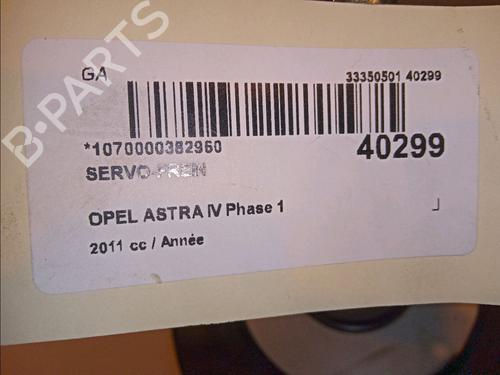 GA
33350501 40299
*1070000382960
40299
SERVO-FREIN
OPEL ASTRA IV Phase 1
2011 cc / Année
B-PARTS